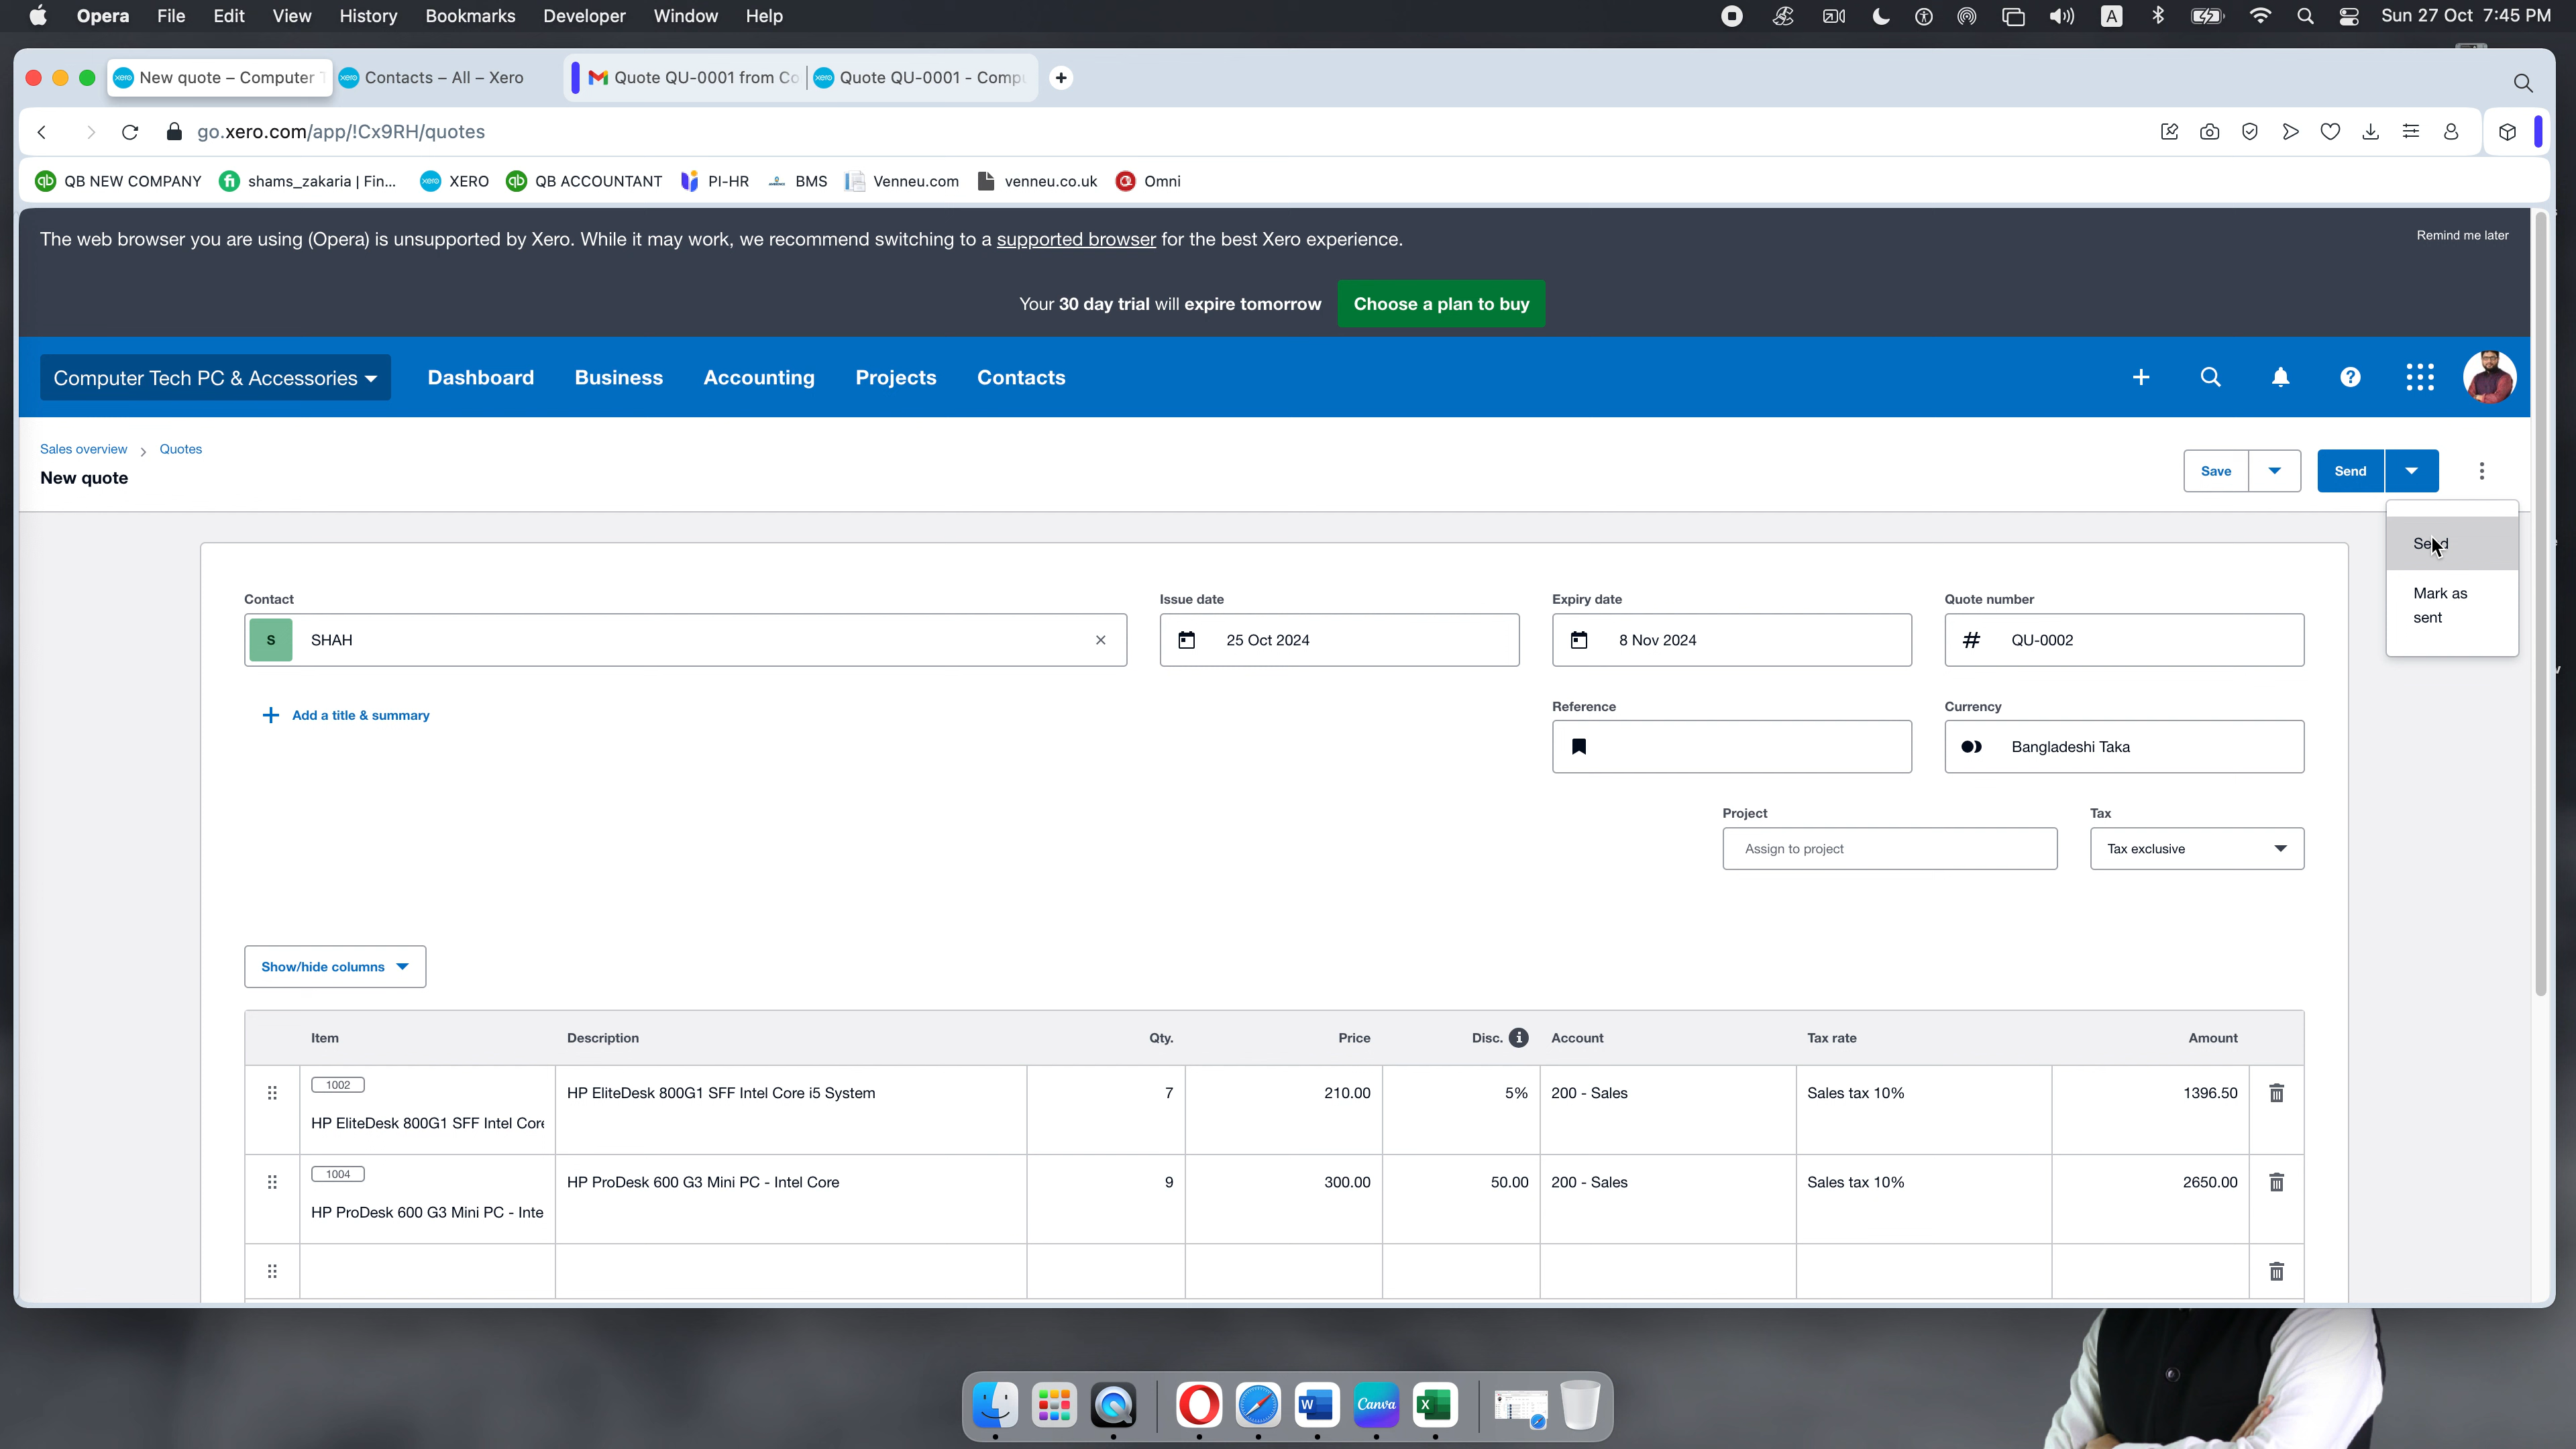 Opera File Edit View History Bookmarks Developer Window Help
A Sun 27 Oct 7:45 PM
New quote – Computer
Contacts – All – Xero
Quote QU-0001 from Co
Quote QU-0001 - Comp
go.xero.com/app/!Cx9RH/quotes
QB NEW COMPANY shams_zakaria | Fin... XERO QB ACCOUNTANT PI-HR BMS Venneu.com venneu.co.uk Omni
The web browser you are using (Opera) is unsupported by Xero. While it may work, we recommend switching to a supported browser for the best Xero experience.
Remind me later
Your 30 day trial will expire tomorrow Choose a plan to buy
Computer Tech PC & Accessories Dashboard Business Accounting Projects Contacts
Sales overview Quotes
New quote
Save Send
Send
Mark as
sent
Contact Issue date Expiry date Quote number
S SHAH 25 Oct 2024 8 Nov 2024 # QU-0002
Add a title & summary
Reference Currency
Bangladeshi Taka
Project Tax
Assign to project Tax exclusive
Show/hide columns
Item Description Qty. Price Disc. Account Tax rate Amount
1002
HP EliteDesk 800G1 SFF Intel Core i5 System 7 210.00 5% 200 - Sales Sales tax 10% 1396.50
HP EliteDesk 800G1 SFF Intel Core
1004
HP ProDesk 600 G3 Mini PC - Intel Core 9 300.00 50.00 200 - Sales Sales tax 10% 2650.00
HP ProDesk 600 G3 Mini PC - Inte
Canva